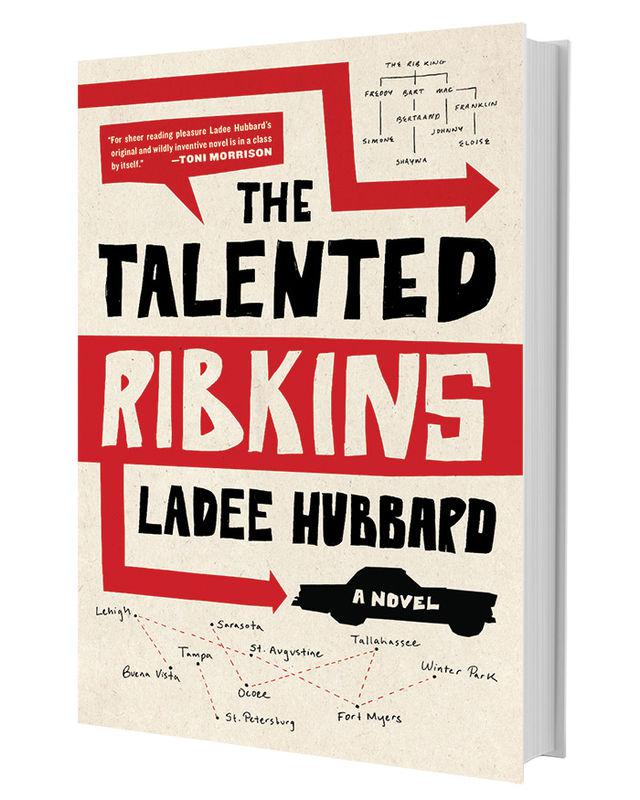 THE RIB KING
FREDDY BART MAC
FRANKLIN
BERTRAND
JOHNNY
SIMONE ELOISE
SHAWNA
"For sheer reading pleasure Ladee Hubbard's
original and wildly inventive novel is in a class
by itself." —TONI MORRISON
THE
TALENTED
RIBKINS
LADEE HUBBARD
A NOVEL
Lehigh
Sarasota
Tallahassee
St. Augustine
Tampa
Winter Park
Buena Vista
Ocoee
Fort Myers
St. Petersburg